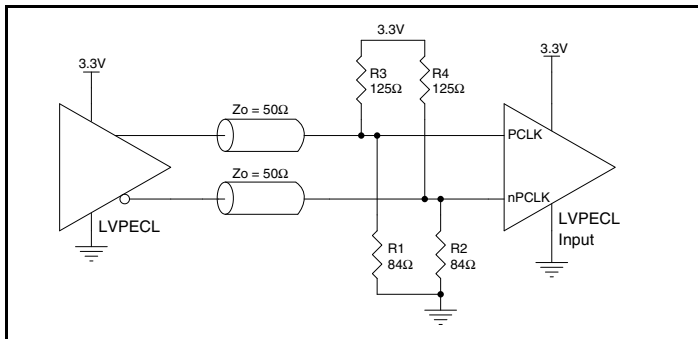 3.3V
3.3V
3.3V
R3
125Ω
R4
125Ω
Zo = 50Ω
PCLK
Zo = 50Ω
nPCLK
LVPECL
LVPECL
Input
R1
84Ω
R2
84Ω